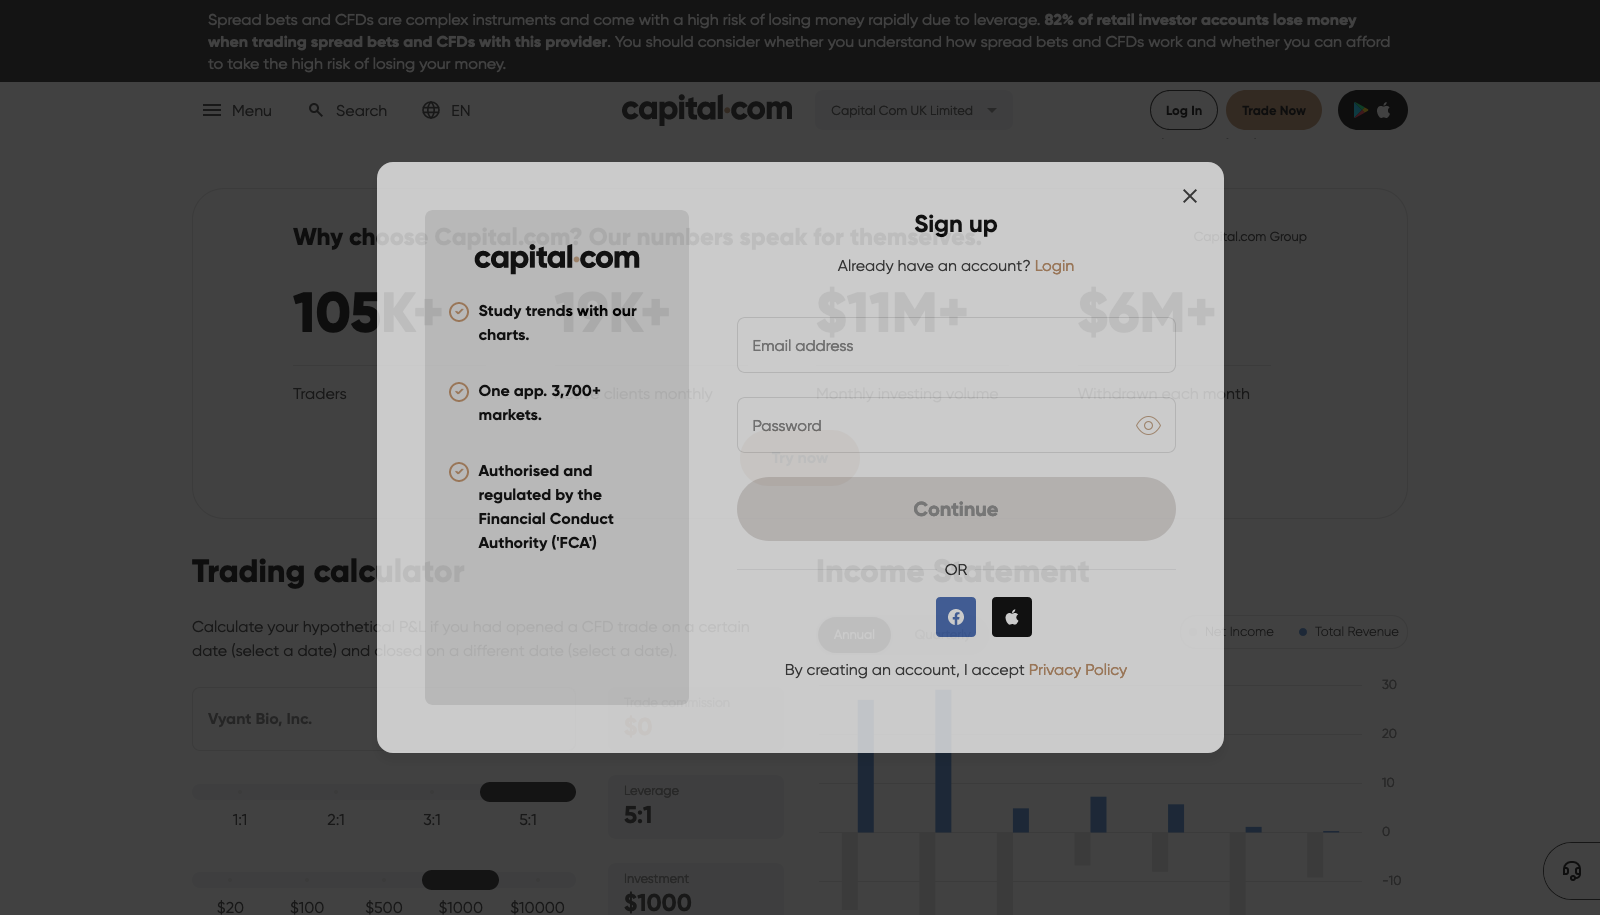 Spread bets and CFDs are complex instruments and come with a high risk of losing money rapidly due to leverage. 82% of retail investor accounts lose money
when trading spread bets and CFDs with this provider. You should consider whether you understand how spread bets and CFDs work and whether you can afford
to take the high risk of losing your money.
Menu
Search
EN
capital.com
Capital Com UK Limited
Log In
Trade Now
Why choose Capital.com? Our numbers speak for themselves.
Capital.com Group
105K+
19K+
$11M+
$6M+
Traders
clients monthly
Monthly investing volume
Withdrawn each month
Try now
Sign up
Already have an account? Login
capital.com
Study trends with our
charts.
One app. 3,700+
markets.
Authorised and
regulated by the
Financial Conduct
Authority ('FCA')
Email address
Password
Continue
OR
By creating an account, I accept Privacy Policy
Trading calculator
Calculate your hypothetical P&L if you had opened a CFD trade on a certain
date (select a date) and closed on a different date (select a date).
Vyant Bio, Inc.
1:1
2:1
3:1
5:1
$20
$100
$500
$1000
$10000
Trade commission
$0
Leverage
5:1
Investment
$1000
Income Statement
Annual
Net Income
Total Revenue
30
20
10
0
-10